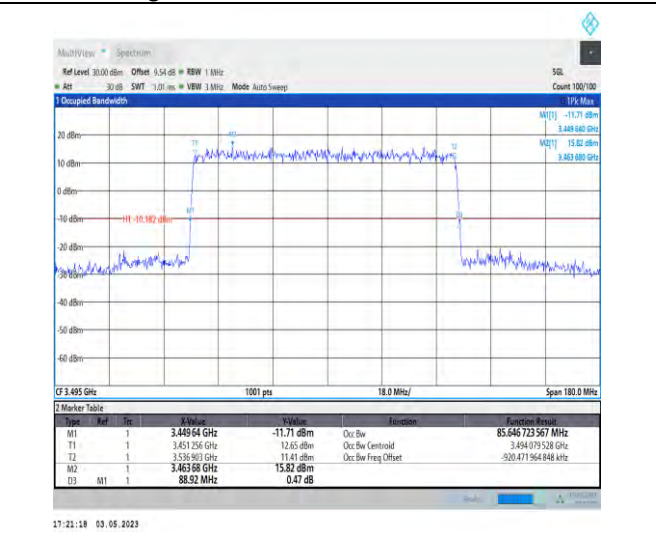 MultiView Spectrum
Ref Level 30.00 dBm Offset 9.54 dB RBW 1 MHz SGL
Att 30 dB SWT 1.01 ms VBW 3 MHz Mode Auto Sweep Count 100/100
1 Occupied Bandwidth 1Pk Max
M1[1] -11.71 dBm
3.449 640 GHz
M2[1] 15.82 dBm
3.463 680 GHz
20 dBm
M2
T1
T2
10 dBm
0 dBm
M1
-10 dBm H1 -10.182 dBm
-20 dBm
-30 dBm
-40 dBm
-50 dBm
-60 dBm
CF 3.495 GHz 1001 pts 18.0 MHz/ Span 180.0 MHz
2 Marker Table
Type Ref Trc X-Value Y-Value Function Function Result
M1 1 3.449 64 GHz -11.71 dBm Occ Bw 85.646 723 567 MHz
T1 1 3.451 256 GHz 12.65 dBm Occ Bw Centroid 3.494 079 528 GHz
T2 1 3.536 903 GHz 11.41 dBm Occ Bw Freq Offset -920.471 964 848 kHz
M2 1 3.463 68 GHz 15.82 dBm
D3 M1 1 88.92 MHz 0.47 dB
17:21:18 03.05.2023